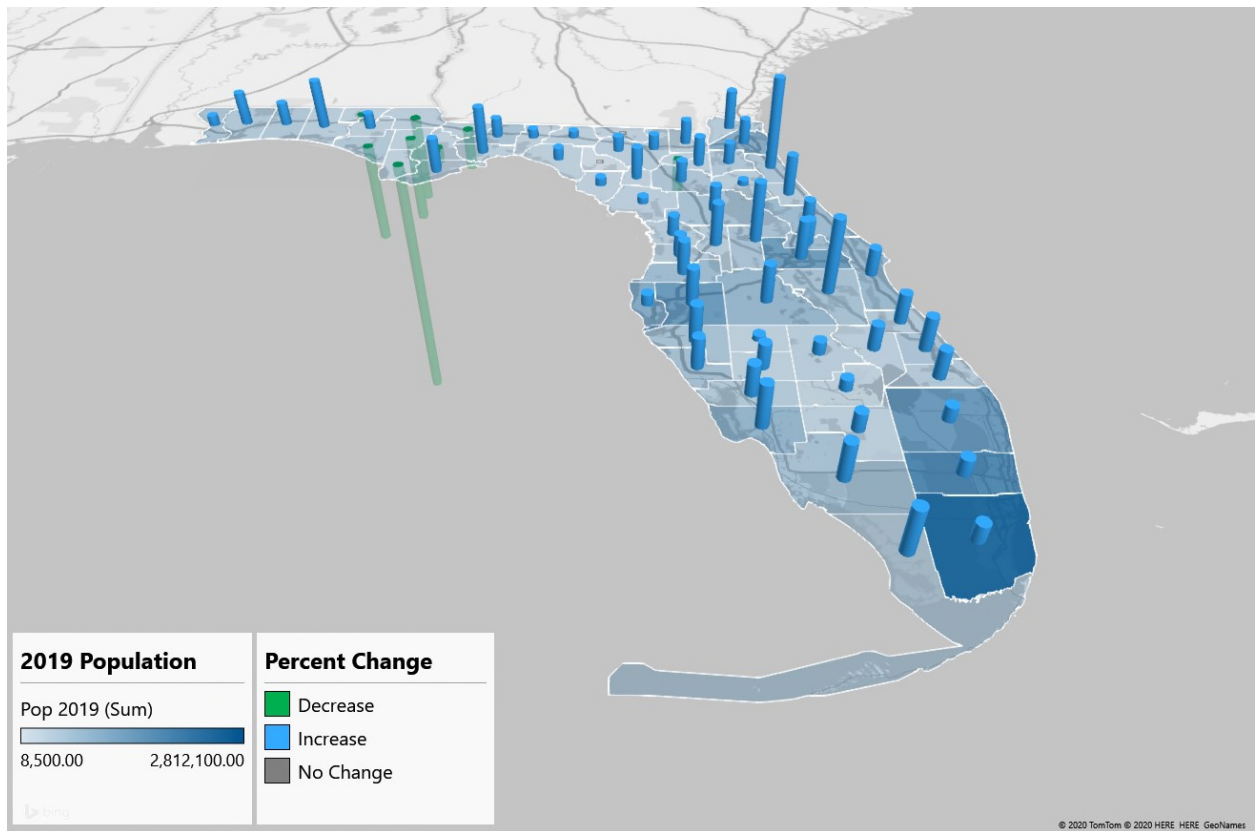 2019 Population
Pop 2019 (Sum)
8,500.00 2,812,100.00
bing
Percent Change
Decrease
Increase
No Change
© 2020 TomTom © 2020 HERE HERE GeoNames